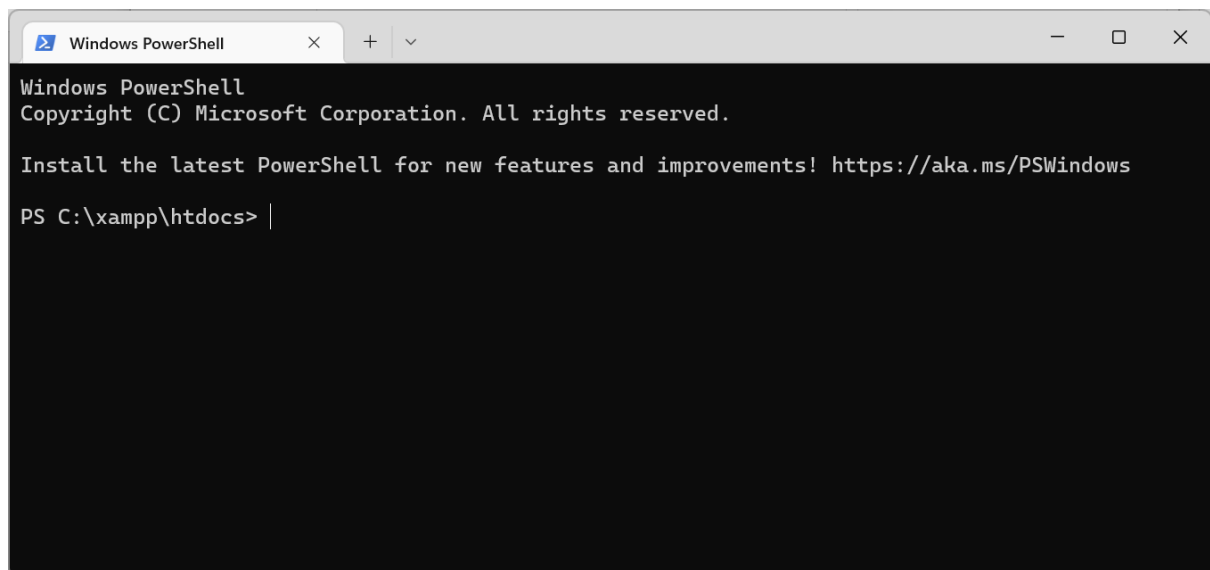 Windows PowerShell
Windows PowerShell
Copyright (C) Microsoft Corporation. All rights reserved.
Install the latest PowerShell for new features and improvements! https://aka.ms/PSWindows
PS C:\xampp\htdocs>